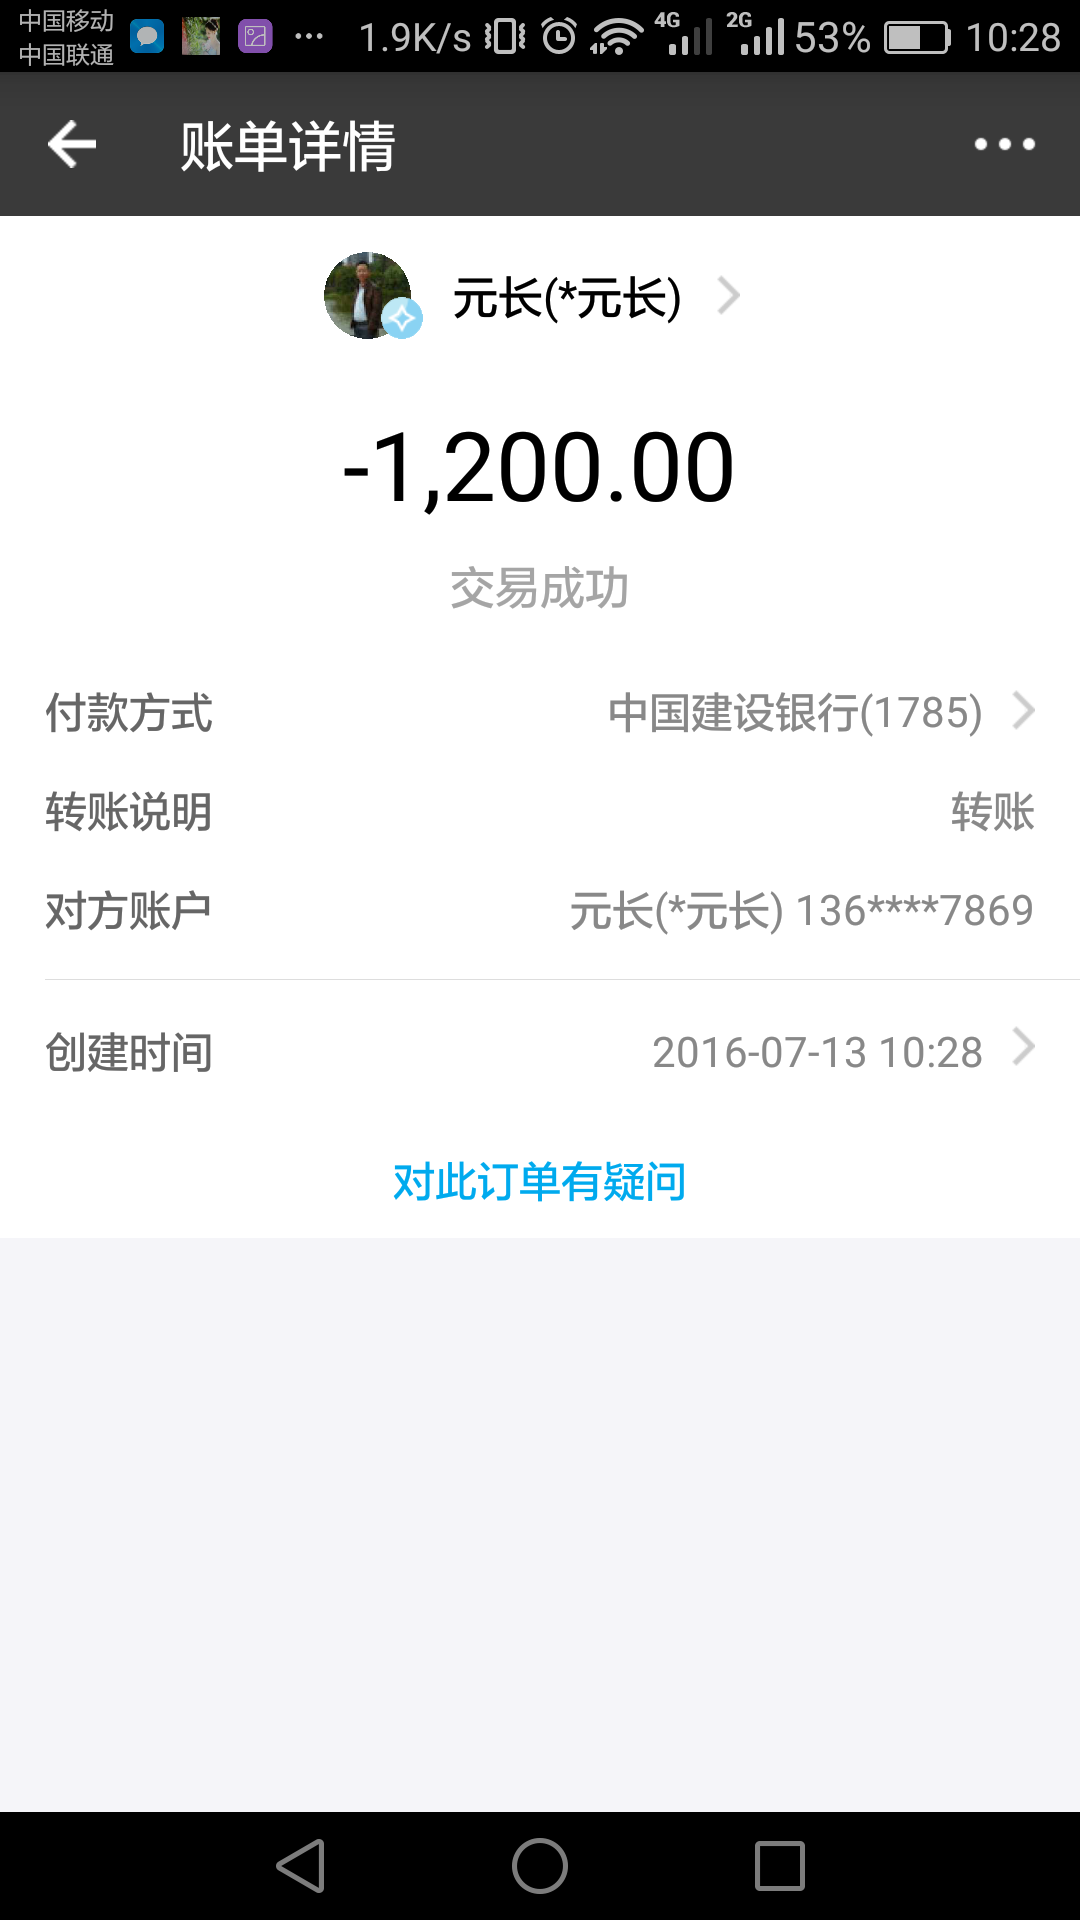 中国移动
中国联通
1.9K/s 4G 2G 53% 10:28
账单详情
元长(*元长)
-1,200.00
交易成功
付款方式 中国建设银行(1785)
转账说明 转账
对方账户 元长(*元长) 136****7869
创建时间 2016-07-13 10:28
对此订单有疑问